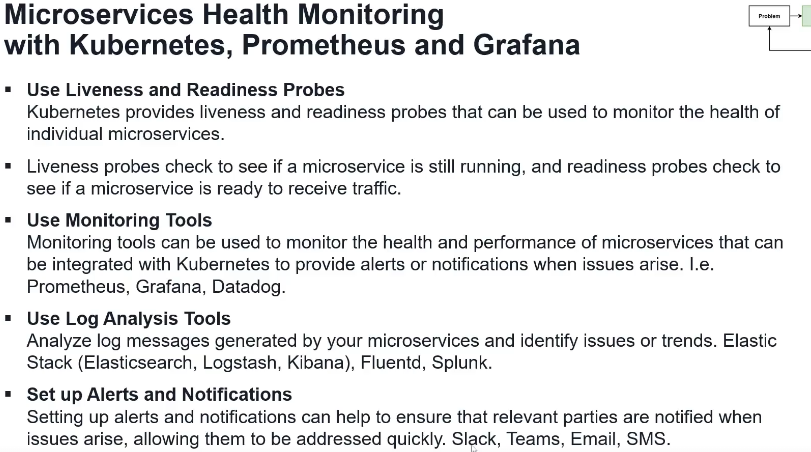 Microservices Health Monitoring
with Kubernetes, Prometheus and Grafana
Problem
▪ Use Liveness and Readiness Probes
Kubernetes provides liveness and readiness probes that can be used to monitor the health of
individual microservices.
▪ Liveness probes check to see if a microservice is still running, and readiness probes check to
see if a microservice is ready to receive traffic.
▪ Use Monitoring Tools
Monitoring tools can be used to monitor the health and performance of microservices that can
be integrated with Kubernetes to provide alerts or notifications when issues arise. I.e.
Prometheus, Grafana, Datadog.
▪ Use Log Analysis Tools
Analyze log messages generated by your microservices and identify issues or trends. Elastic
Stack (Elasticsearch, Logstash, Kibana), Fluentd, Splunk.
▪ Set up Alerts and Notifications
Setting up alerts and notifications can help to ensure that relevant parties are notified when
issues arise, allowing them to be addressed quickly. Slack, Teams, Email, SMS.